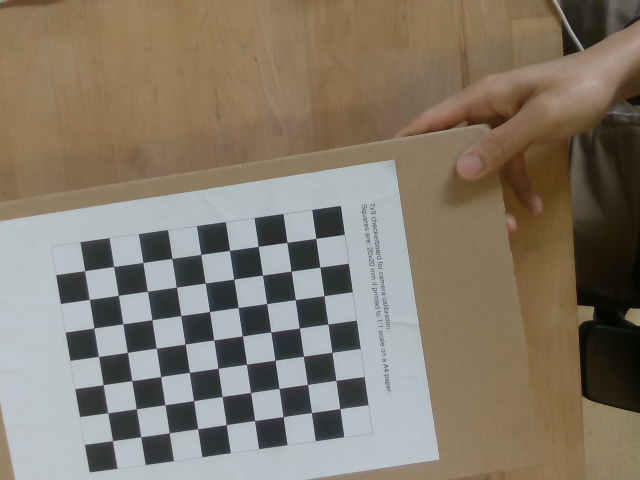 7x9 checkerboard for camera calibration.
Squares are 20x20 mm if printed to 1:1 scale on a A4 paper.